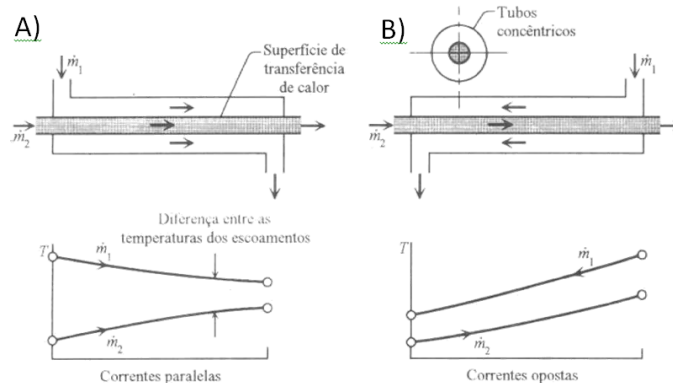 A)
ṁ1
Superfície de
transferência
de calor
ṁ2
B)
Tubos
concêntricos
ṁ1
ṁ2
Diferença entre as
temperaturas dos escoamentos
T
ṁ1
ṁ2
Correntes paralelas
T
ṁ1
ṁ2
Correntes opostas